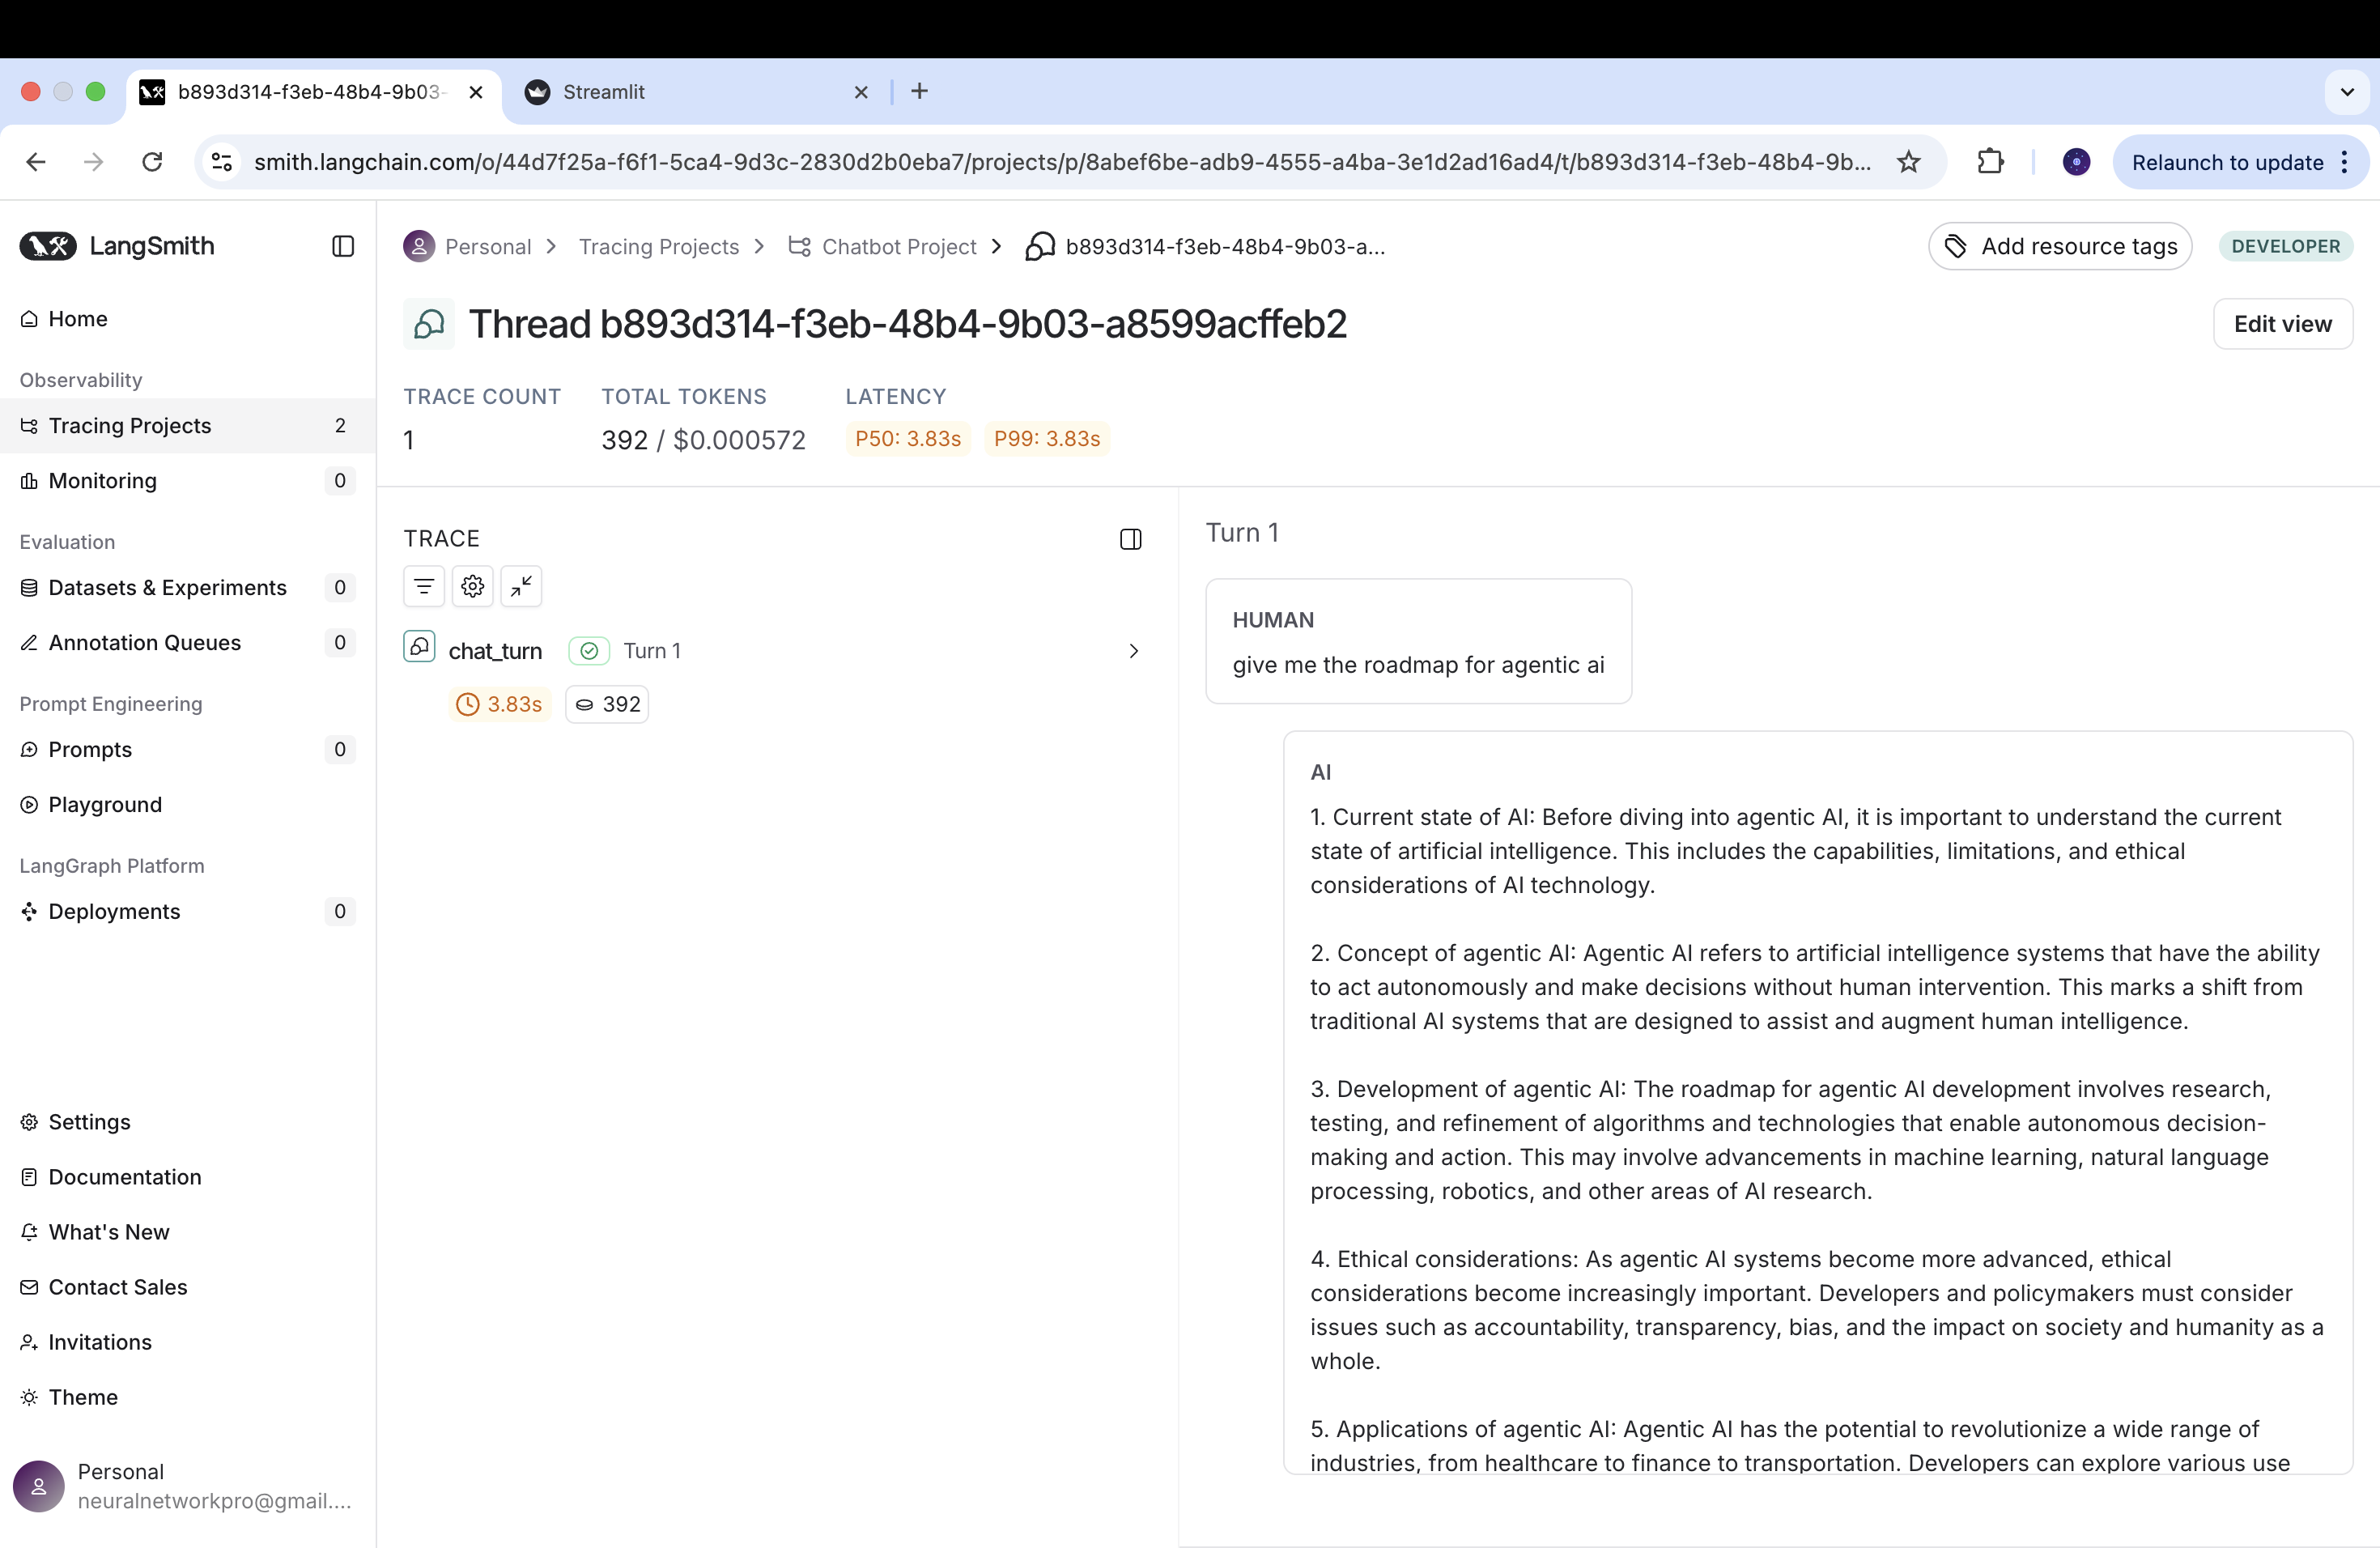 b893d314-f3eb-48b4-9b03-
Streamlit
smith.langchain.com/o/44d7f25a-f6f1-5ca4-9d3c-2830d2b0eba7/projects/p/8abef6be-adb9-4555-a4ba-3e1d2ad16ad4/t/b893d314-f3eb-48b4-9b...
Relaunch to update
LangSmith
Home
Observability
Tracing Projects 2
Monitoring 0
Evaluation
Datasets & Experiments 0
Annotation Queues 0
Prompt Engineering
Prompts 0
Playground
LangGraph Platform
Deployments 0
Settings
Documentation
What's New
Contact Sales
Invitations
Theme
Personal
neuralnetworkpro@gmail....
Personal > Tracing Projects > Chatbot Project > b893d314-f3eb-48b4-9b03-a...
Add resource tags
DEVELOPER
Thread b893d314-f3eb-48b4-9b03-a8599acffeb2
Edit view
TRACE COUNT TOTAL TOKENS LATENCY
1 392 / $0.000572 P50: 3.83s P99: 3.83s
TRACE
chat_turn Turn 1
3.83s 392
Turn 1
HUMAN
give me the roadmap for agentic ai
AI
1. Current state of AI: Before diving into agentic AI, it is important to understand the current
state of artificial intelligence. This includes the capabilities, limitations, and ethical
considerations of AI technology.
2. Concept of agentic AI: Agentic AI refers to artificial intelligence systems that have the ability
to act autonomously and make decisions without human intervention. This marks a shift from
traditional AI systems that are designed to assist and augment human intelligence.
3. Development of agentic AI: The roadmap for agentic AI development involves research,
testing, and refinement of algorithms and technologies that enable autonomous decision-
making and action. This may involve advancements in machine learning, natural language
processing, robotics, and other areas of AI research.
4. Ethical considerations: As agentic AI systems become more advanced, ethical
considerations become increasingly important. Developers and policymakers must consider
issues such as accountability, transparency, bias, and the impact on society and humanity as a
whole.
5. Applications of agentic AI: Agentic AI has the potential to revolutionize a wide range of
industries, from healthcare to finance to transportation. Developers can explore various use